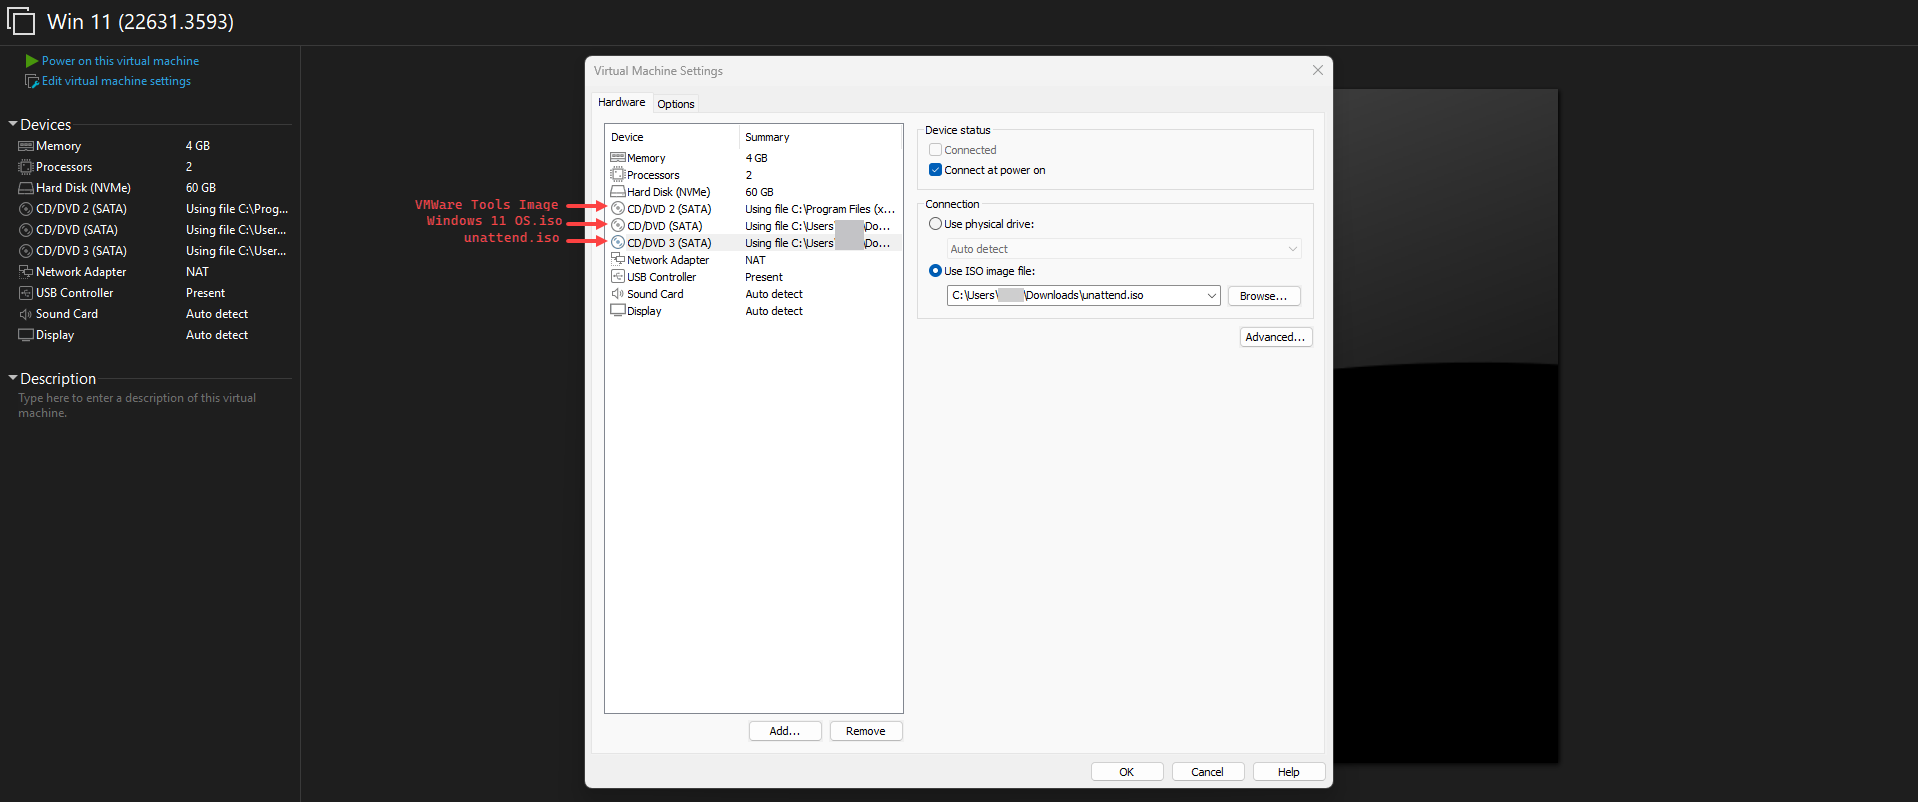 Win 11 (22631.3593)
Power on this virtual machine
Edit virtual machine settings
Devices
Memory 4 GB
Processors 2
Hard Disk (NVMe) 60 GB
CD/DVD 2 (SATA) Using file C:\Prog...
CD/DVD (SATA) Using file C:\User...
CD/DVD 3 (SATA) Using file C:\User...
Network Adapter NAT
USB Controller Present
Sound Card Auto detect
Display Auto detect
Description
Type here to enter a description of this virtual
machine.
VMWare Tools Image
Windows 11 OS.iso
unattend.iso
Virtual Machine Settings
Hardware Options
Device Summary
Memory 4 GB
Processors 2
Hard Disk (NVMe) 60 GB
CD/DVD 2 (SATA) Using file C:\Program Files (x...
CD/DVD (SATA) Using file C:\Users \Do...
CD/DVD 3 (SATA) Using file C:\Users \Do...
Network Adapter NAT
USB Controller Present
Sound Card Auto detect
Display Auto detect
Add... Remove
Device status
Connected
Connect at power on
Connection
Use physical drive:
Auto detect
Use ISO image file:
C:\Users\ \Downloads\unattend.iso Browse...
Advanced...
OK Cancel Help